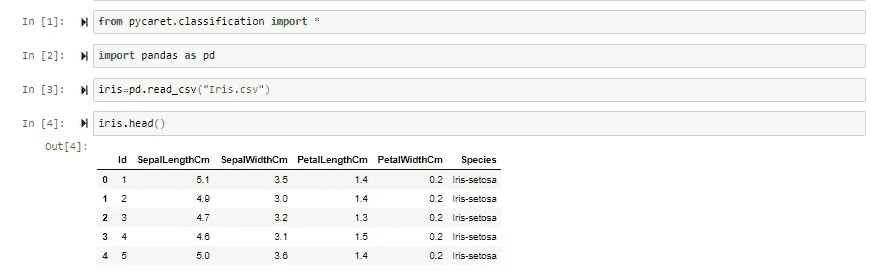 In [1]: from pycaret.classification import *
In [2]: import pandas as pd
In [3]: iris=pd.read_csv("Iris.csv")
In [4]: iris.head()
Out[4]:
Id SepalLengthCm SepalWidthCm PetalLengthCm PetalWidthCm Species
0 1 5.1 3.5 1.4 0.2 Iris-setosa
1 2 4.9 3.0 1.4 0.2 Iris-setosa
2 3 4.7 3.2 1.3 0.2 Iris-setosa
3 4 4.6 3.1 1.5 0.2 Iris-setosa
4 5 5.0 3.6 1.4 0.2 Iris-setosa